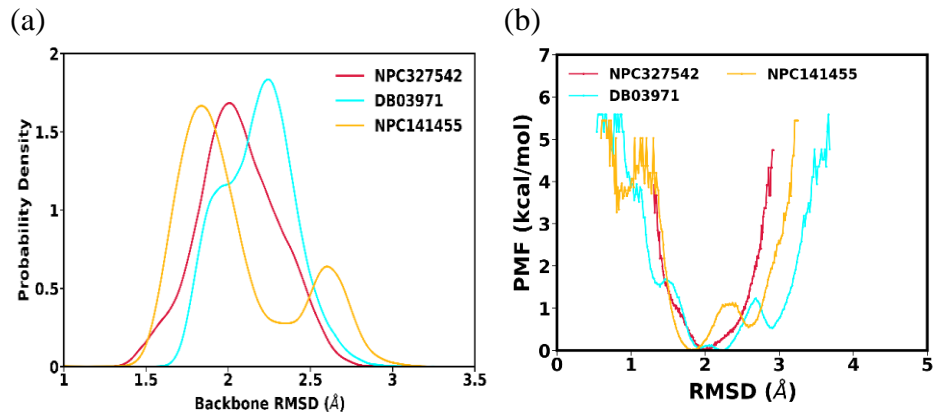 (a)
(b)
2
1.5
1
0.5
0
1
1.5
2
2.5
3
3.5
Probability Density
Backbone RMSD (Å)
NPC327542
DB03971
NPC141455
7
6
5
4
3
2
1
0
0
1
2
3
4
5
PMF (kcal/mol)
RMSD (Å)
NPC327542
NPC141455
DB03971